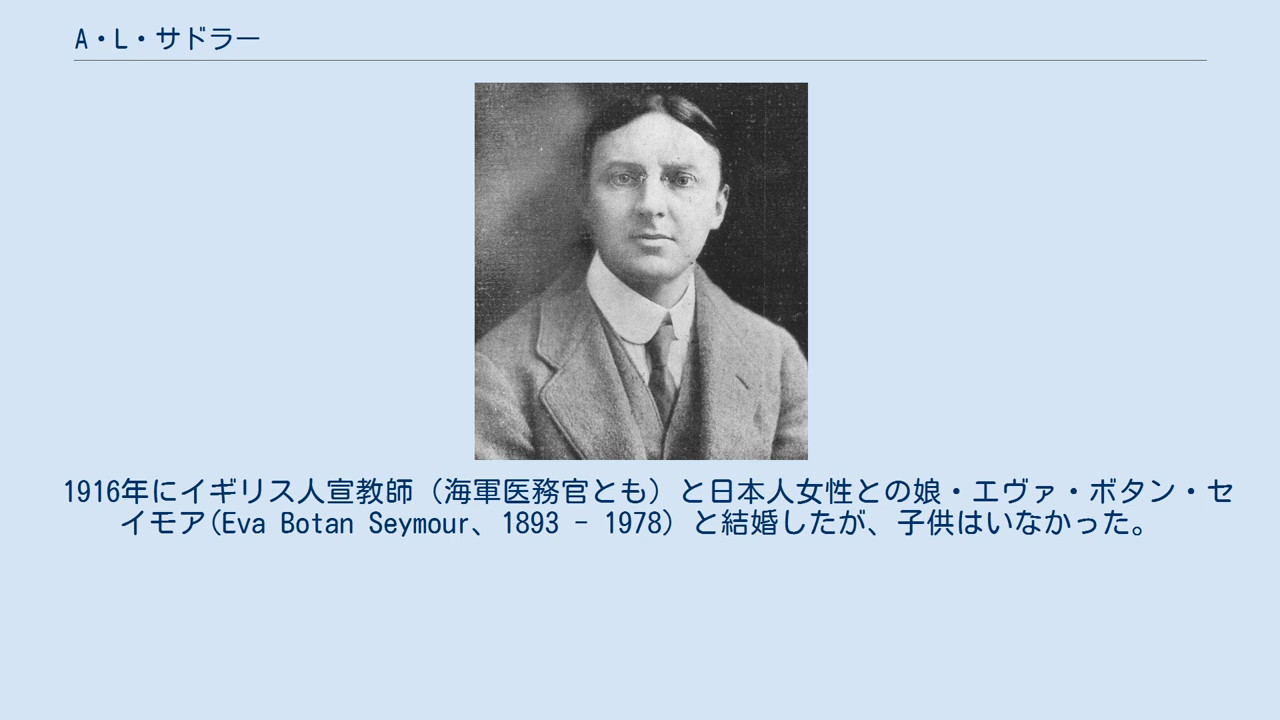 A・L・サドラー
1916年にイギリス人宣教師（海軍医務官とも）と日本人女性との娘・エヴァ・ボタン・セ
イモア(Eva Botan Seymour、1893 - 1978) と結婚したが、子供はいなかった。